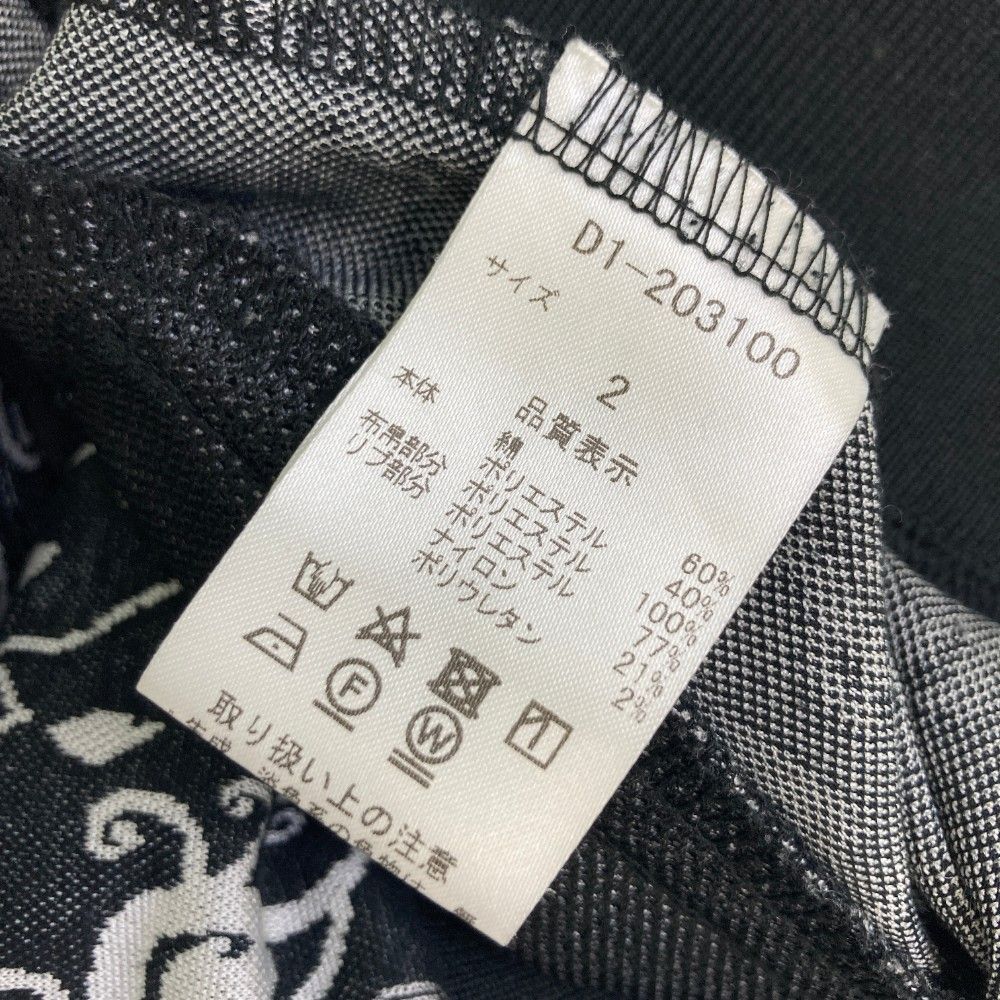 D1-203100
サイズ 2
品質表示
本体 綿 60%
ポリエステル 40%
布帛部分 ポリエステル 100%
リブ部分 ポリエステル 77%
ナイロン 21%
ポリウレタン 2%
F
W
取り扱い上の注意